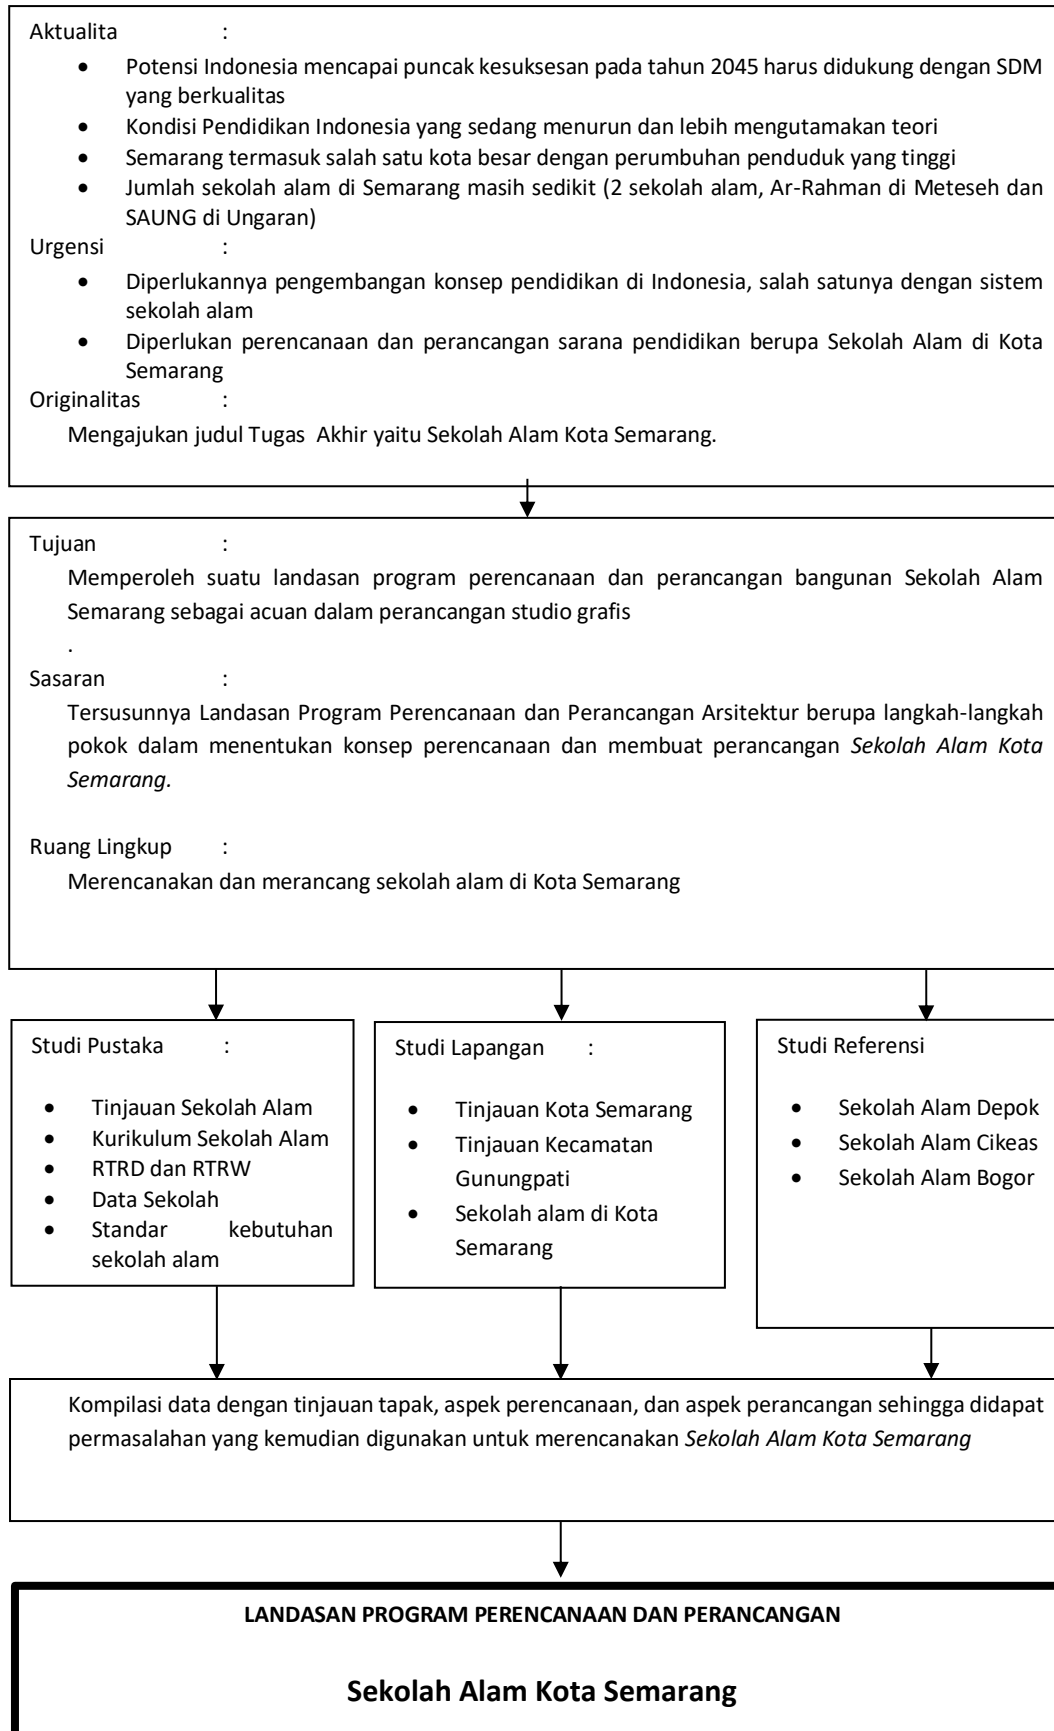 Aktualita :
• Potensi Indonesia mencapai puncak kesuksesan pada tahun 2045 harus didukung dengan SDM
yang berkualitas
• Kondisi Pendidikan Indonesia yang sedang menurun dan lebih mengutamakan teori
• Semarang termasuk salah satu kota besar dengan perumbuhan penduduk yang tinggi
• Jumlah sekolah alam di Semarang masih sedikit (2 sekolah alam, Ar-Rahman di Meteseh dan
SAUNG di Ungaran)
Urgensi :
• Diperlukannya pengembangan konsep pendidikan di Indonesia, salah satunya dengan sistem
sekolah alam
• Diperlukan perencanaan dan perancangan sarana pendidikan berupa Sekolah Alam di Kota
Semarang
Originalitas :
Mengajukan judul Tugas Akhir yaitu Sekolah Alam Kota Semarang.
Tujuan :
Memperoleh suatu landasan program perencanaan dan perancangan bangunan Sekolah Alam
Semarang sebagai acuan dalam perancangan studio grafis
.
Sasaran :
Tersusunnya Landasan Program Perencanaan dan Perancangan Arsitektur berupa langkah-langkah
pokok dalam menentukan konsep perencanaan dan membuat perancangan Sekolah Alam Kota
Semarang.
Ruang Lingkup :
Merencanakan dan merancang sekolah alam di Kota Semarang
Studi Pustaka :
• Tinjauan Sekolah Alam
• Kurikulum Sekolah Alam
• RTRD dan RTRW
• Data Sekolah
• Standar kebutuhan
sekolah alam
Studi Lapangan :
• Tinjauan Kota Semarang
• Tinjauan Kecamatan
Gunungpati
• Sekolah alam di Kota
Semarang
Studi Referensi
• Sekolah Alam Depok
• Sekolah Alam Cikeas
• Sekolah Alam Bogor
Kompilasi data dengan tinjauan tapak, aspek perencanaan, dan aspek perancangan sehingga didapat
permasalahan yang kemudian digunakan untuk merencanakan Sekolah Alam Kota Semarang
LANDASAN PROGRAM PERENCANAAN DAN PERANCANGAN
Sekolah Alam Kota Semarang